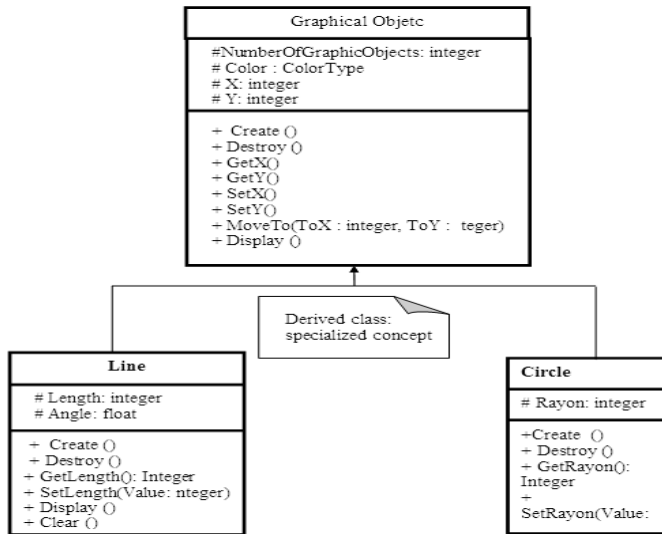 Graphical Objetc
#NumberOfGraphicObjects: integer
# Color : ColorType
# X: integer
# Y: integer
+ Create ()
+ Destroy ()
+ GetX()
+ GetY()
+ SetX()
+ SetY()
+ MoveTo(ToX : integer, ToY : teger)
+ Display ()
Derived class:
specialized concept
Line
# Length: integer
# Angle: float
+ Create ()
+ Destroy ()
+ GetLength(): Integer
+ SetLength(Value: nteger)
+ Display ()
+ Clear ()
Circle
# Rayon: integer
+Create ()
+ Destroy ()
+ GetRayon():
Integer
+
SetRayon(Value: